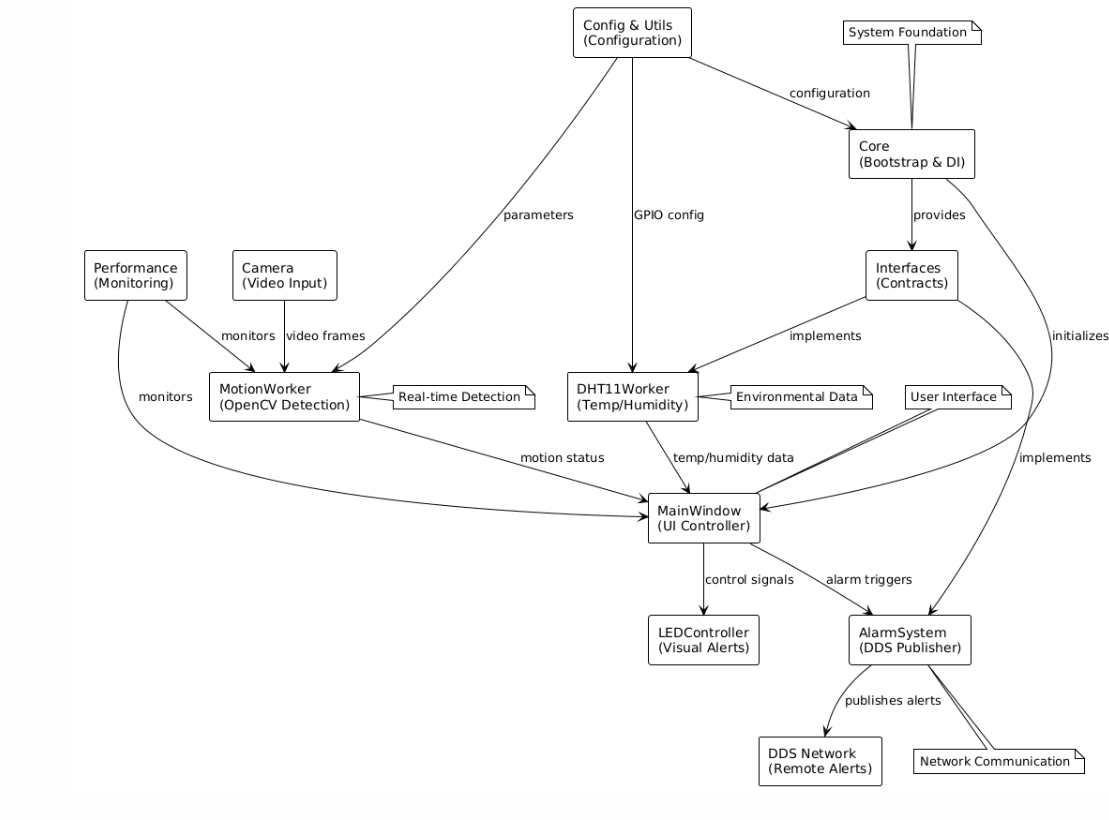 Config & Utils
(Configuration)
System Foundation
configuration
Core
(Bootstrap & DI)
parameters
GPIO config
provides
Performance
(Monitoring)
Camera
(Video Input)
Interfaces
(Contracts)
monitors
video frames
implements
initializes
MotionWorker
(OpenCV Detection)
Real-time Detection
DHT11Worker
(Temp/Humidity)
Environmental Data
User Interface
monitors
motion status
temp/humidity data
implements
MainWindow
(UI Controller)
control signals
alarm triggers
LEDController
(Visual Alerts)
AlarmSystem
(DDS Publisher)
publishes alerts
DDS Network
(Remote Alerts)
Network Communication